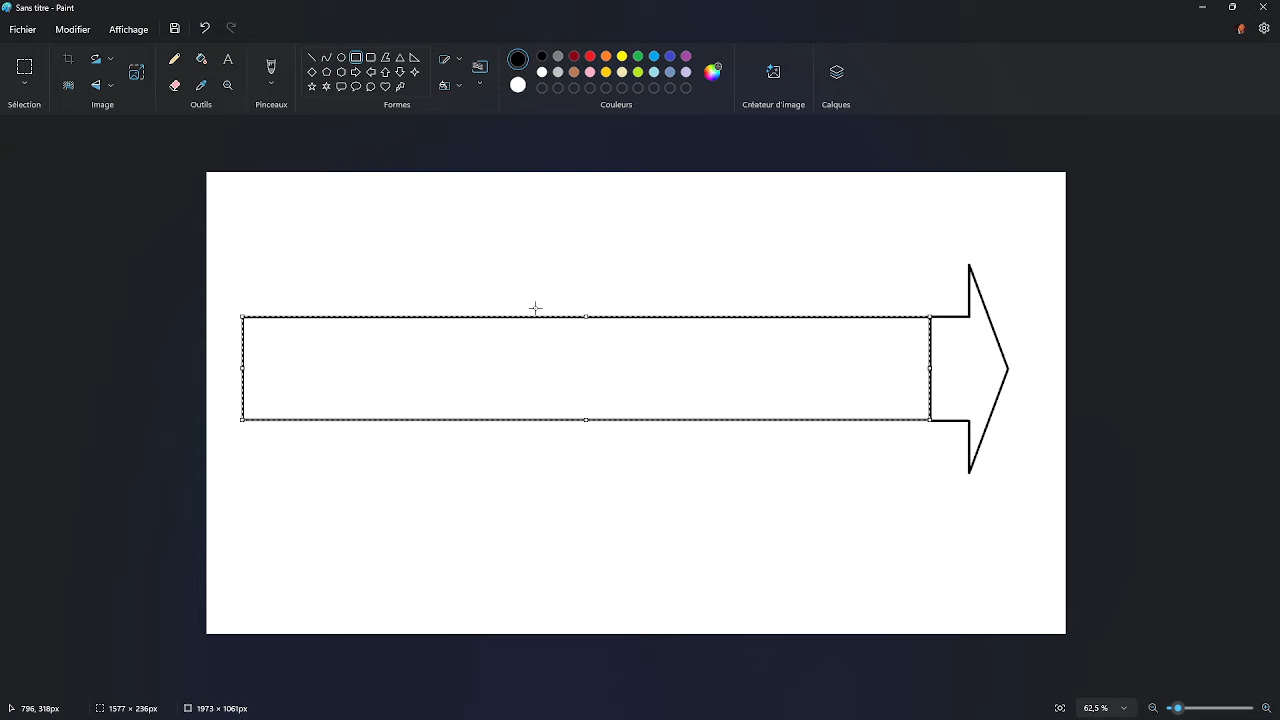 Sans titre - Paint
Fichier Modifier Affichage
Sélection Image Outils Pinceaux Formes Couleurs Créateur d'image Calques
796, 318px 1577 × 236px 1973 × 1061px 62,5 %